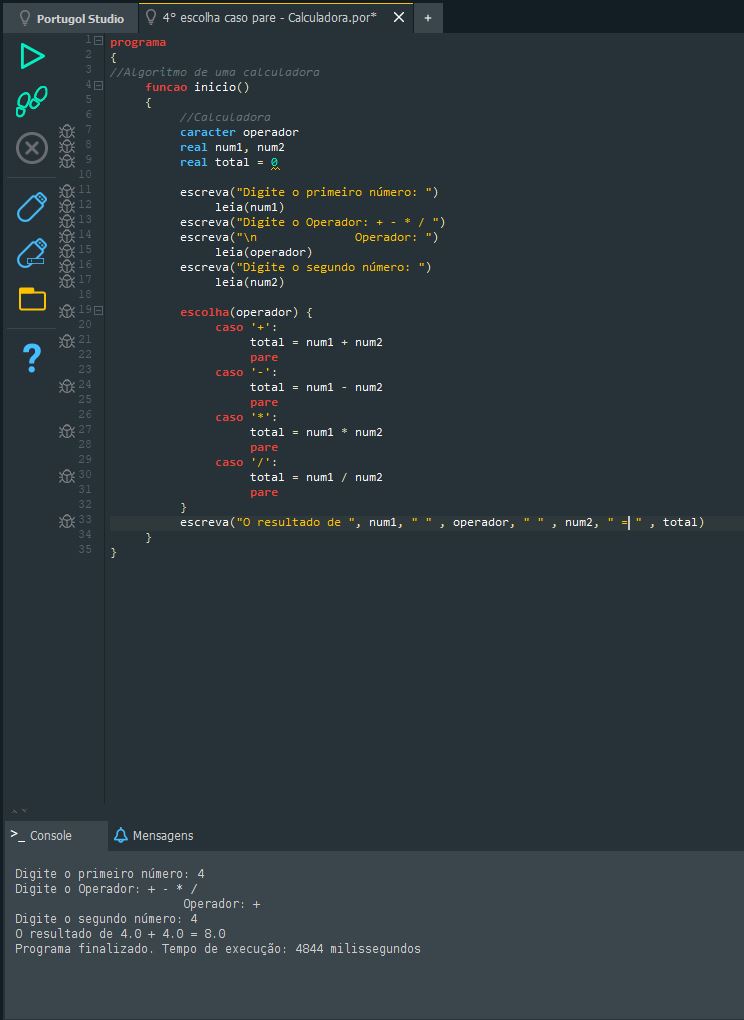 Portugol Studio
4° escolha caso pare - Calculadora.por*
+
1 programa
2 {
3 //Algoritmo de uma calculadora
4 funcao inicio()
5 {
6 //Calculadora
7 caracter operador
8 real num1, num2
9 real total = 0
10
11 escreva("Digite o primeiro número: ")
12 leia(num1)
13 escreva("Digite o Operador: + - * / ")
14 escreva("\n              Operador: ")
15 leia(operador)
16 escreva("Digite o segundo número: ")
17 leia(num2)
18
19 escolha(operador) {
20 caso '+':
21 total = num1 + num2
22 pare
23 caso '-':
24 total = num1 - num2
25 pare
26 caso '*':
27 total = num1 * num2
28 pare
29 caso '/':
30 total = num1 / num2
31 pare
32 }
33 escreva("O resultado de ", num1, " " , operador, " " , num2, " = " , total)
34 }
35 }
>_ Console
Mensagens
Digite o primeiro número: 4
Digite o Operador: + - * /
Operador: +
Digite o segundo número: 4
O resultado de 4.0 + 4.0 = 8.0
Programa finalizado. Tempo de execução: 4844 milissegundos